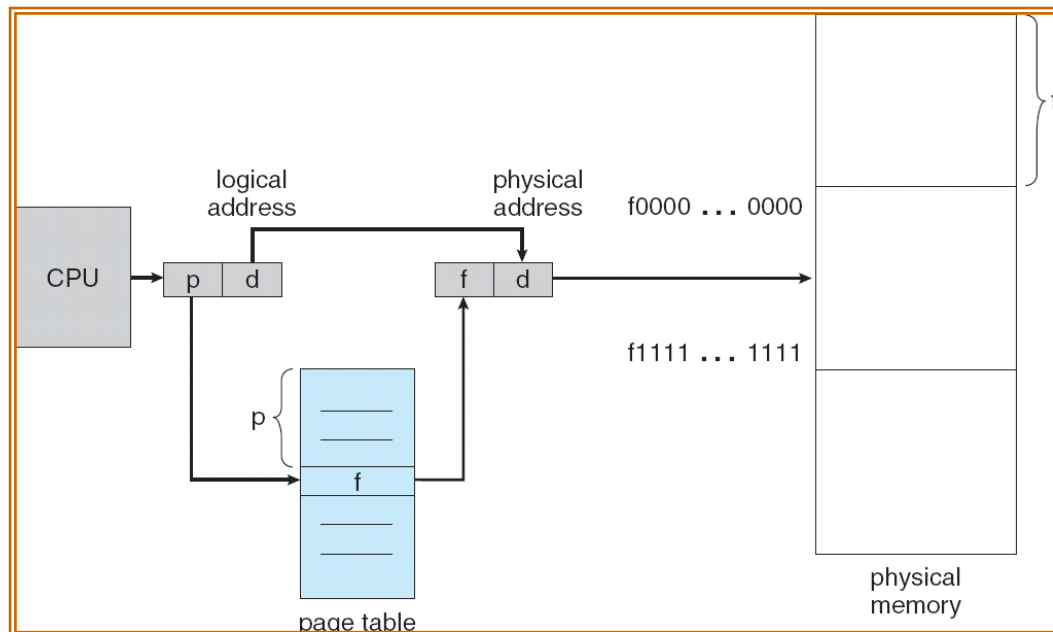 logical
address
physical
address
f0000 ... 0000
CPU
p
d
f
d
f1111 ... 1111
p
f
physical
memory
page table